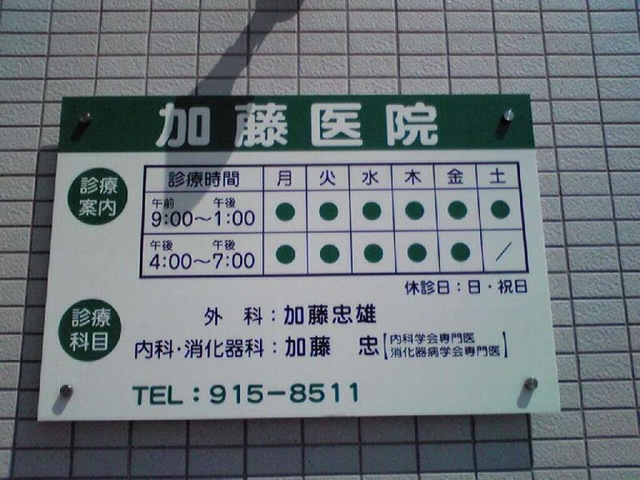 加藤医院
診療案内
診療時間 月 火 水 木 金 土
午前 午後
9:00～1:00 ● ● ● ● ● ●
午後 午後
4:00～7:00 ● ● ● ● ● ／
休診日：日・祝日
診療科目
外 科：加藤忠雄
内科・消化器科：加藤 忠 [内科学会専門医
消化器病学会専門医]
TEL：915-8511